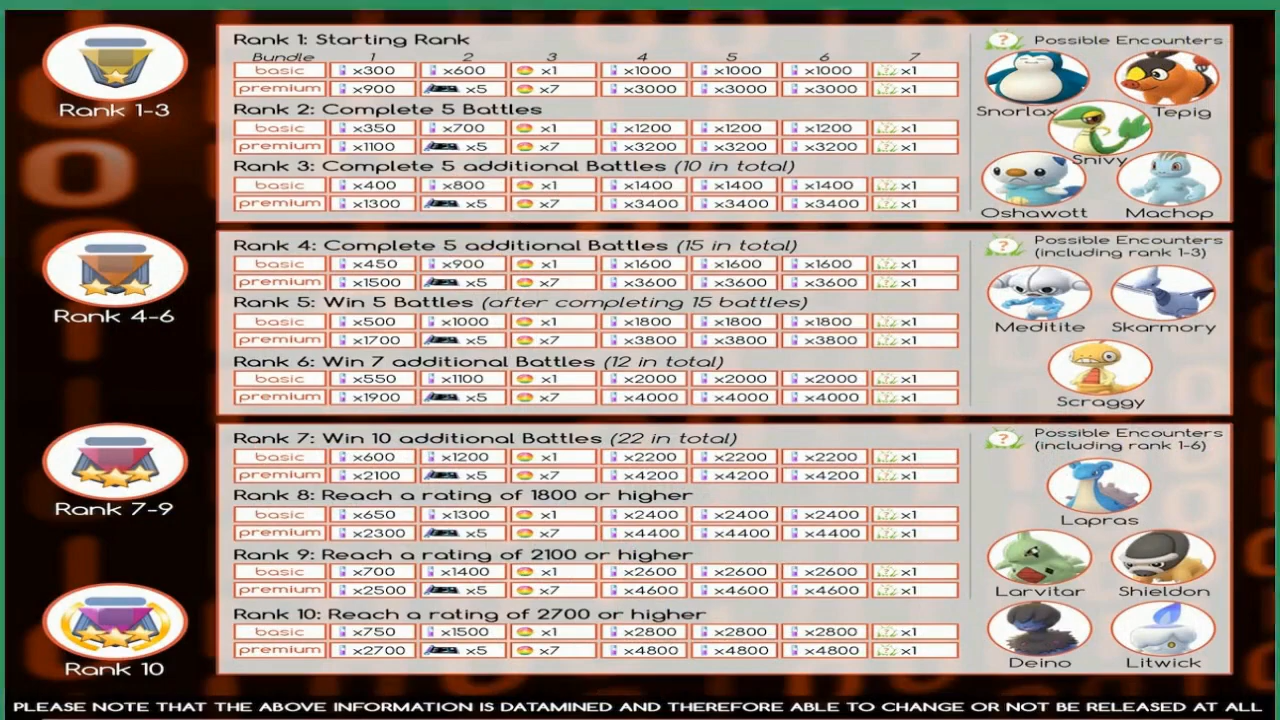 Rank 1-3
Rank 1: Starting Rank
Bundle 1 2 3 4 5 6 7
basic x300 x600 x1 x1000 x1000 x1000 x1
premium x900 x5 x7 x3000 x3000 x3000 x1
Rank 2: Complete 5 Battles
basic x350 x700 x1 x1200 x1200 x1200 x1
premium x1100 x5 x7 x3200 x3200 x3200 x1
Rank 3: Complete 5 additional Battles (10 in total)
basic x400 x800 x1 x1400 x1400 x1400 x1
premium x1300 x5 x7 x3400 x3400 x3400 x1
? Possible Encounters
Snorlax Tepig
Snivy
Oshawott Machop
Rank 4-6
Rank 4: Complete 5 additional Battles (15 in total)
basic x450 x900 x1 x1600 x1600 x1600 x1
premium x1500 x5 x7 x3600 x3600 x3600 x1
Rank 5: Win 5 Battles (after completing 15 battles)
basic x500 x1000 x1 x1800 x1800 x1800 x1
premium x1700 x5 x7 x3800 x3800 x3800 x1
Rank 6: Win 7 additional Battles (12 in total)
basic x550 x1100 x1 x2000 x2000 x2000 x1
premium x1900 x5 x7 x4000 x4000 x4000 x1
? Possible Encounters
(including rank 1-3)
Meditite Skarmory
Scraggy
Rank 7-9
Rank 7: Win 10 additional Battles (22 in total)
basic x600 x1200 x1 x2200 x2200 x2200 x1
premium x2100 x5 x7 x4200 x4200 x4200 x1
Rank 8: Reach a rating of 1800 or higher
basic x650 x1300 x1 x2400 x2400 x2400 x1
premium x2300 x5 x7 x4400 x4400 x4400 x1
Rank 9: Reach a rating of 2100 or higher
basic x700 x1400 x1 x2600 x2600 x2600 x1
premium x2500 x5 x7 x4600 x4600 x4600 x1
Rank 10
Rank 10: Reach a rating of 2700 or higher
basic x750 x1500 x1 x2800 x2800 x2800 x1
premium x2700 x5 x7 x4800 x4800 x4800 x1
? Possible Encounters
(including rank 1-6)
Lapras
Larvitar Shieldon
Deino Litwick
PLEASE NOTE THAT THE ABOVE INFORMATION IS DATAMINED AND THEREFORE ABLE TO CHANGE OR NOT BE RELEASED AT ALL